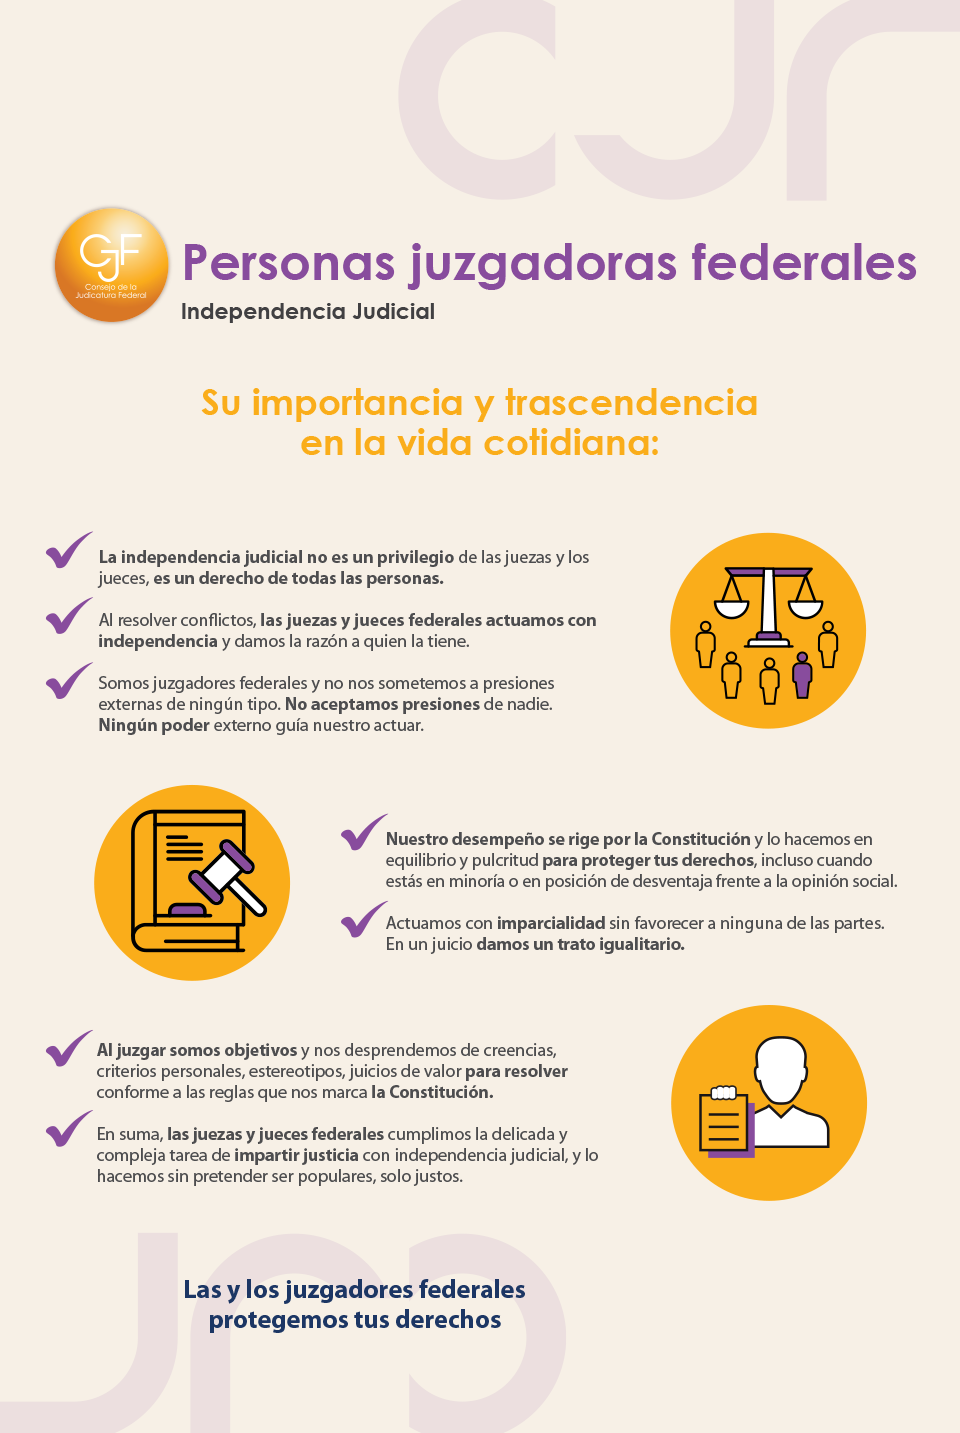 CJF
Consejo de la
Judicatura Federal
Personas juzgadoras federales
Independencia Judicial
Su importancia y trascendencia
en la vida cotidiana:
La independencia judicial no es un privilegio de las juezas y los
jueces, es un derecho de todas las personas.
Al resolver conflictos, las juezas y jueces federales actuamos con
independencia y damos la razón a quien la tiene.
Somos juzgadores federales y no nos sometemos a presiones
externas de ningún tipo. No aceptamos presiones de nadie.
Ningún poder externo guía nuestro actuar.
Nuestro desempeño se rige por la Constitución y lo hacemos en
equilibrio y pulcritud para proteger tus derechos, incluso cuando
estás en minoría o en posición de desventaja frente a la opinión social.
Actuamos con imparcialidad sin favorecer a ninguna de las partes.
En un juicio damos un trato igualitario.
Al juzgar somos objetivos y nos desprendemos de creencias,
criterios personales, estereotipos, juicios de valor para resolver
conforme a las reglas que nos marca la Constitución.
En suma, las juezas y jueces federales cumplimos la delicada y
compleja tarea de impartir justicia con independencia judicial, y lo
hacemos sin pretender ser populares, solo justos.
Las y los juzgadores federales
protegemos tus derechos